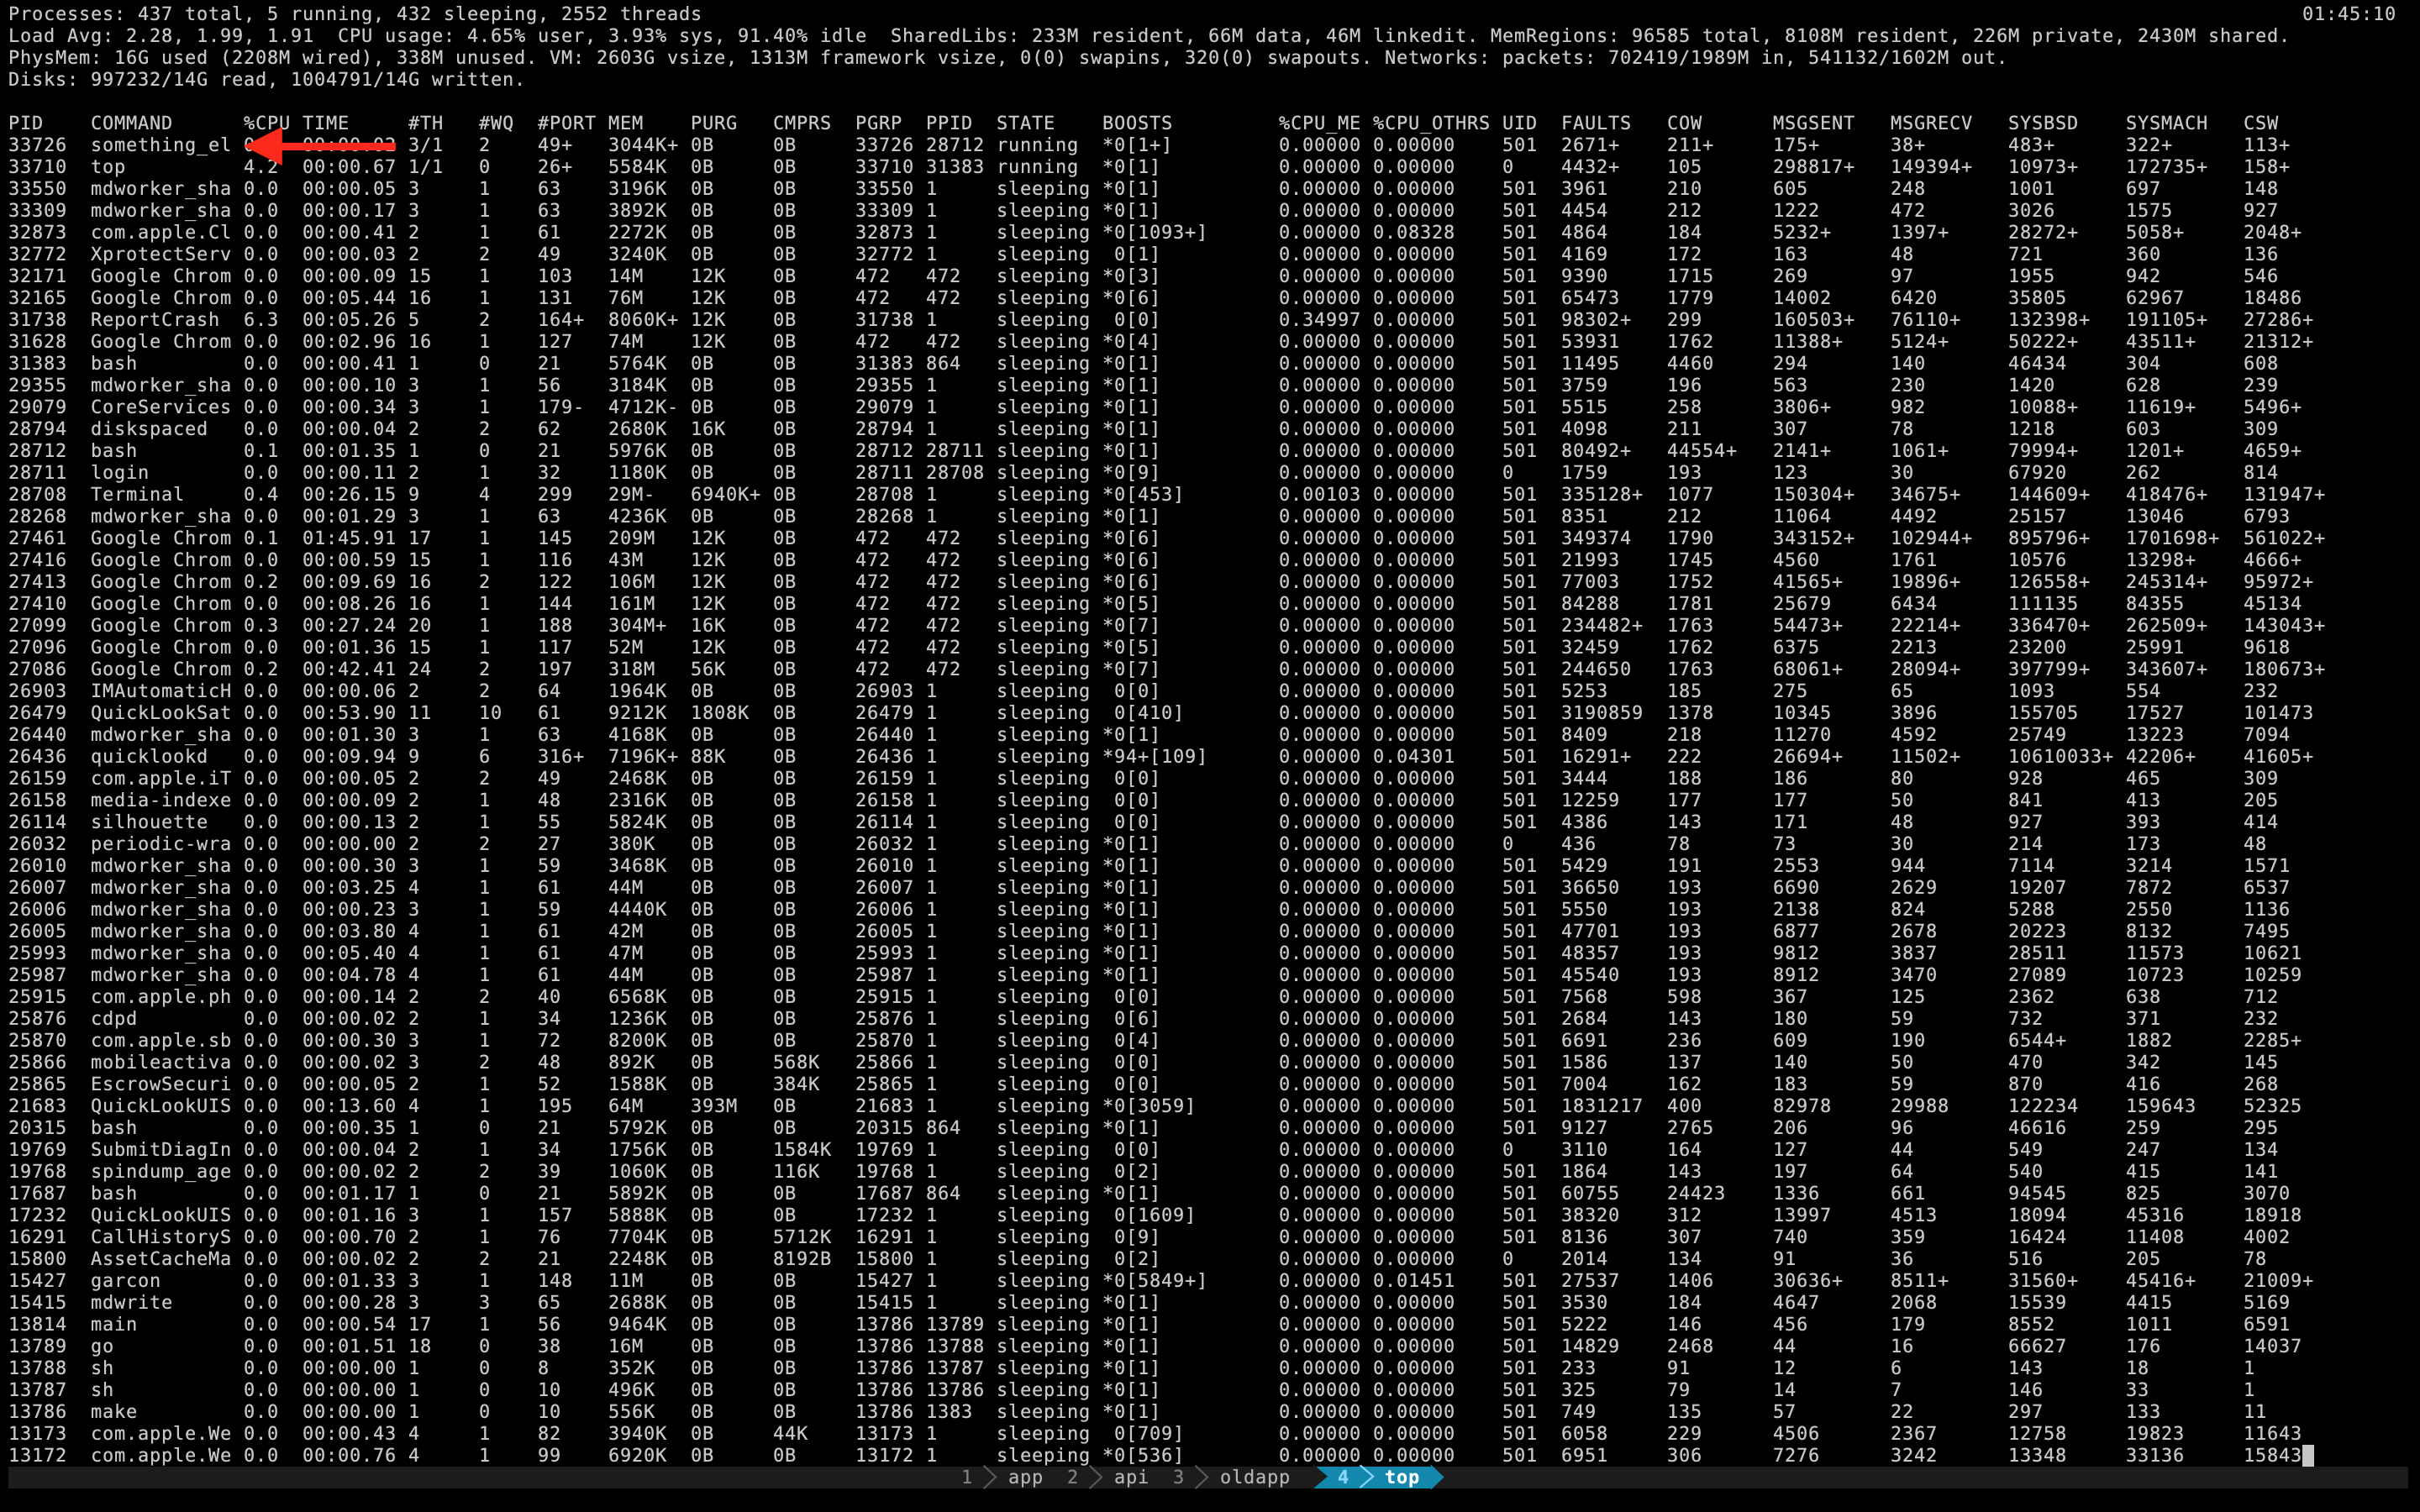 Processes: 437 total, 5 running, 432 sleeping, 2552 threads 01:45:10
Load Avg: 2.28, 1.99, 1.91 CPU usage: 4.65% user, 3.93% sys, 91.40% idle SharedLibs: 233M resident, 66M data, 46M linkedit. MemRegions: 96585 total, 8108M resident, 226M private, 2430M shared.
PhysMem: 16G used (2208M wired), 338M unused. VM: 2603G vsize, 1313M framework vsize, 0(0) swapins, 320(0) swapouts. Networks: packets: 702419/1989M in, 541132/1602M out.
Disks: 997232/14G read, 1004791/14G written.
PID COMMAND %CPU TIME #TH #WQ #PORT MEM PURG CMPRS PGRP PPID STATE BOOSTS %CPU_ME %CPU_OTHRS UID FAULTS COW MSGSENT MSGRECV SYSBSD SYSMACH CSW
33726 something_el 3/1 2 49+ 3044K+ 0B 0B 33726 28712 running *0[1+] 0.00000 0.00000 501 2671+ 211+ 175+ 38+ 483+ 322+ 113+
33710 top 4.2 00:00.67 1/1 0 26+ 5584K 0B 0B 33710 31383 running *0[1] 0.00000 0.00000 0 4432+ 105 298817+ 149394+ 10973+ 172735+ 158+
33550 mdworker_sha 0.0 00:00.05 3 1 63 3196K 0B 0B 33550 1 sleeping *0[1] 0.00000 0.00000 501 3961 210 605 248 1001 697 148
33309 mdworker_sha 0.0 00:00.17 3 1 63 3892K 0B 0B 33309 1 sleeping *0[1] 0.00000 0.00000 501 4454 212 1222 472 3026 1575 927
32873 com.apple.Cl 0.0 00:00.41 2 1 61 2272K 0B 0B 32873 1 sleeping *0[1093+] 0.00000 0.08328 501 4864 184 5232+ 1397+ 28272+ 5058+ 2048+
32772 XprotectServ 0.0 00:00.03 2 2 49 3240K 0B 0B 32772 1 sleeping 0[1] 0.00000 0.00000 501 4169 172 163 48 721 360 136
32171 Google Chrom 0.0 00:00.09 15 1 103 14M 12K 0B 472 472 sleeping *0[3] 0.00000 0.00000 501 9390 1715 269 97 1955 942 546
32165 Google Chrom 0.0 00:05.44 16 1 131 76M 12K 0B 472 472 sleeping *0[6] 0.00000 0.00000 501 65473 1779 14002 6420 35805 62967 18486
31738 ReportCrash 6.3 00:05.26 5 2 164+ 8060K+ 12K 0B 31738 1 sleeping 0[0] 0.34997 0.00000 501 98302+ 299 160503+ 76110+ 132398+ 191105+ 27286+
31628 Google Chrom 0.0 00:02.96 16 1 127 74M 12K 0B 472 472 sleeping *0[4] 0.00000 0.00000 501 53931 1762 11388+ 5124+ 50222+ 43511+ 21312+
31383 bash 0.0 00:00.41 1 0 21 5764K 0B 0B 31383 864 sleeping *0[1] 0.00000 0.00000 501 11495 4460 294 140 46434 304 608
29355 mdworker_sha 0.0 00:00.10 3 1 56 3184K 0B 0B 29355 1 sleeping *0[1] 0.00000 0.00000 501 3759 196 563 230 1420 628 239
29079 CoreServices 0.0 00:00.34 3 1 179- 4712K- 0B 0B 29079 1 sleeping *0[1] 0.00000 0.00000 501 5515 258 3806+ 982 10088+ 11619+ 5496+
28794 diskspaced 0.0 00:00.04 2 2 62 2680K 16K 0B 28794 1 sleeping *0[1] 0.00000 0.00000 501 4098 211 307 78 1218 603 309
28712 bash 0.1 00:01.35 1 0 21 5976K 0B 0B 28712 28711 sleeping *0[1] 0.00000 0.00000 501 80492+ 44554+ 2141+ 1061+ 79994+ 1201+ 4659+
28711 login 0.0 00:00.11 2 1 32 1180K 0B 0B 28711 28708 sleeping *0[9] 0.00000 0.00000 0 1759 193 123 30 67920 262 814
28708 Terminal 0.4 00:26.15 9 4 299 29M- 6940K+ 0B 28708 1 sleeping *0[453] 0.00103 0.00000 501 335128+ 1077 150304+ 34675+ 144609+ 418476+ 131947+
28268 mdworker_sha 0.0 00:01.29 3 1 63 4236K 0B 0B 28268 1 sleeping *0[1] 0.00000 0.00000 501 8351 212 11064 4492 25157 13046 6793
27461 Google Chrom 0.1 01:45.91 17 1 145 209M 12K 0B 472 472 sleeping *0[6] 0.00000 0.00000 501 349374 1790 343152+ 102944+ 895796+ 1701698+ 561022+
27416 Google Chrom 0.0 00:00.59 15 1 116 43M 12K 0B 472 472 sleeping *0[6] 0.00000 0.00000 501 21993 1745 4560 1761 10576 13298+ 4666+
27413 Google Chrom 0.2 00:09.69 16 2 122 106M 12K 0B 472 472 sleeping *0[6] 0.00000 0.00000 501 77003 1752 41565+ 19896+ 126558+ 245314+ 95972+
27410 Google Chrom 0.0 00:08.26 16 1 144 161M 12K 0B 472 472 sleeping *0[5] 0.00000 0.00000 501 84288 1781 25679 6434 111135 84355 45134
27099 Google Chrom 0.3 00:27.24 20 1 188 304M+ 16K 0B 472 472 sleeping *0[7] 0.00000 0.00000 501 234482+ 1763 54473+ 22214+ 336470+ 262509+ 143043+
27096 Google Chrom 0.0 00:01.36 15 1 117 52M 12K 0B 472 472 sleeping *0[5] 0.00000 0.00000 501 32459 1762 6375 2213 23200 25991 9618
27086 Google Chrom 0.2 00:42.41 24 2 197 318M 56K 0B 472 472 sleeping *0[7] 0.00000 0.00000 501 244650 1763 68061+ 28094+ 397799+ 343607+ 180673+
26903 IMAutomaticH 0.0 00:00.06 2 2 64 1964K 0B 0B 26903 1 sleeping 0[0] 0.00000 0.00000 501 5253 185 275 65 1093 554 232
26479 QuickLookSat 0.0 00:53.90 11 10 61 9212K 1808K 0B 26479 1 sleeping 0[410] 0.00000 0.00000 501 3190859 1378 10345 3896 155705 17527 101473
26440 mdworker_sha 0.0 00:01.30 3 1 63 4168K 0B 0B 26440 1 sleeping *0[1] 0.00000 0.00000 501 8409 218 11270 4592 25749 13223 7094
26436 quicklookd 0.0 00:09.94 9 6 316+ 7196K+ 88K 0B 26436 1 sleeping *94+[109] 0.00000 0.04301 501 16291+ 222 26694+ 11502+ 10610033+ 42206+ 41605+
26159 com.apple.iT 0.0 00:00.05 2 2 49 2468K 0B 0B 26159 1 sleeping 0[0] 0.00000 0.00000 501 3444 188 186 80 928 465 309
26158 media-indexe 0.0 00:00.09 2 1 48 2316K 0B 0B 26158 1 sleeping 0[0] 0.00000 0.00000 501 12259 177 177 50 841 413 205
26114 silhouette 0.0 00:00.13 2 1 55 5824K 0B 0B 26114 1 sleeping 0[0] 0.00000 0.00000 501 4386 143 171 48 927 393 414
26032 periodic-wra 0.0 00:00.00 2 2 27 380K 0B 0B 26032 1 sleeping *0[1] 0.00000 0.00000 0 436 78 73 30 214 173 48
26010 mdworker_sha 0.0 00:00.30 3 1 59 3468K 0B 0B 26010 1 sleeping *0[1] 0.00000 0.00000 501 5429 191 2553 944 7114 3214 1571
26007 mdworker_sha 0.0 00:03.25 4 1 61 44M 0B 0B 26007 1 sleeping *0[1] 0.00000 0.00000 501 36650 193 6690 2629 19207 7872 6537
26006 mdworker_sha 0.0 00:00.23 3 1 59 4440K 0B 0B 26006 1 sleeping *0[1] 0.00000 0.00000 501 5550 193 2138 824 5288 2550 1136
26005 mdworker_sha 0.0 00:03.80 4 1 61 42M 0B 0B 26005 1 sleeping *0[1] 0.00000 0.00000 501 47701 193 6877 2678 20223 8132 7495
25993 mdworker_sha 0.0 00:05.40 4 1 61 47M 0B 0B 25993 1 sleeping *0[1] 0.00000 0.00000 501 48357 193 9812 3837 28511 11573 10621
25987 mdworker_sha 0.0 00:04.78 4 1 61 44M 0B 0B 25987 1 sleeping *0[1] 0.00000 0.00000 501 45540 193 8912 3470 27089 10723 10259
25915 com.apple.ph 0.0 00:00.14 2 2 40 6568K 0B 0B 25915 1 sleeping 0[0] 0.00000 0.00000 501 7568 598 367 125 2362 638 712
25876 cdpd 0.0 00:00.02 2 1 34 1236K 0B 0B 25876 1 sleeping 0[6] 0.00000 0.00000 501 2684 143 180 59 732 371 232
25870 com.apple.sb 0.0 00:00.30 3 1 72 8200K 0B 0B 25870 1 sleeping 0[4] 0.00000 0.00000 501 6691 236 609 190 6544+ 1882 2285+
25866 mobileactiva 0.0 00:00.02 3 2 48 892K 0B 568K 25866 1 sleeping 0[0] 0.00000 0.00000 501 1586 137 140 50 470 342 145
25865 EscrowSecuri 0.0 00:00.05 2 1 52 1588K 0B 384K 25865 1 sleeping 0[0] 0.00000 0.00000 501 7004 162 183 59 870 416 268
21683 QuickLookUIS 0.0 00:13.60 4 1 195 64M 393M 0B 21683 1 sleeping *0[3059] 0.00000 0.00000 501 1831217 400 82978 29988 122234 159643 52325
20315 bash 0.0 00:00.35 1 0 21 5792K 0B 0B 20315 864 sleeping *0[1] 0.00000 0.00000 501 9127 2765 206 96 46616 259 295
19769 SubmitDiagIn 0.0 00:00.04 2 1 34 1756K 0B 1584K 19769 1 sleeping 0[0] 0.00000 0.00000 0 3110 164 127 44 549 247 134
19768 spindump_age 0.0 00:00.02 2 2 39 1060K 0B 116K 19768 1 sleeping 0[2] 0.00000 0.00000 501 1864 143 197 64 540 415 141
17687 bash 0.0 00:01.17 1 0 21 5892K 0B 0B 17687 864 sleeping *0[1] 0.00000 0.00000 501 60755 24423 1336 661 94545 825 3070
17232 QuickLookUIS 0.0 00:01.16 3 1 157 5888K 0B 0B 17232 1 sleeping 0[1609] 0.00000 0.00000 501 38320 312 13997 4513 18094 45316 18918
16291 CallHistoryS 0.0 00:00.70 2 1 76 7704K 0B 5712K 16291 1 sleeping 0[9] 0.00000 0.00000 501 8136 307 740 359 16424 11408 4002
15800 AssetCacheMa 0.0 00:00.02 2 2 21 2248K 0B 8192B 15800 1 sleeping 0[2] 0.00000 0.00000 0 2014 134 91 36 516 205 78
15427 garcon 0.0 00:01.33 3 1 148 11M 0B 0B 15427 1 sleeping *0[5849+] 0.00000 0.01451 501 27537 1406 30636+ 8511+ 31560+ 45416+ 21009+
15415 mdwrite 0.0 00:00.28 3 3 65 2688K 0B 0B 15415 1 sleeping *0[1] 0.00000 0.00000 501 3530 184 4647 2068 15539 4415 5169
13814 main 0.0 00:00.54 17 1 56 9464K 0B 0B 13786 13789 sleeping *0[1] 0.00000 0.00000 501 5222 146 456 179 8552 1011 6591
13789 go 0.0 00:01.51 18 0 38 16M 0B 0B 13786 13788 sleeping *0[1] 0.00000 0.00000 501 14829 2468 44 16 66627 176 14037
13788 sh 0.0 00:00.00 1 0 8 352K 0B 0B 13786 13787 sleeping *0[1] 0.00000 0.00000 501 233 91 12 6 143 18 1
13787 sh 0.0 00:00.00 1 0 10 496K 0B 0B 13786 13786 sleeping *0[1] 0.00000 0.00000 501 325 79 14 7 146 33 1
13786 make 0.0 00:00.00 1 0 10 556K 0B 0B 13786 1383 sleeping *0[1] 0.00000 0.00000 501 749 135 57 22 297 133 11
13173 com.apple.We 0.0 00:00.43 4 1 82 3940K 0B 44K 13173 1 sleeping 0[709] 0.00000 0.00000 501 6058 229 4506 2367 12758 19823 11643
13172 com.apple.We 0.0 00:00.76 4 1 99 6920K 0B 0B 13172 1 sleeping *0[536] 0.00000 0.00000 501 6951 306 7276 3242 13348 33136 15843
1 app 2 api 3 oldapp 4 top